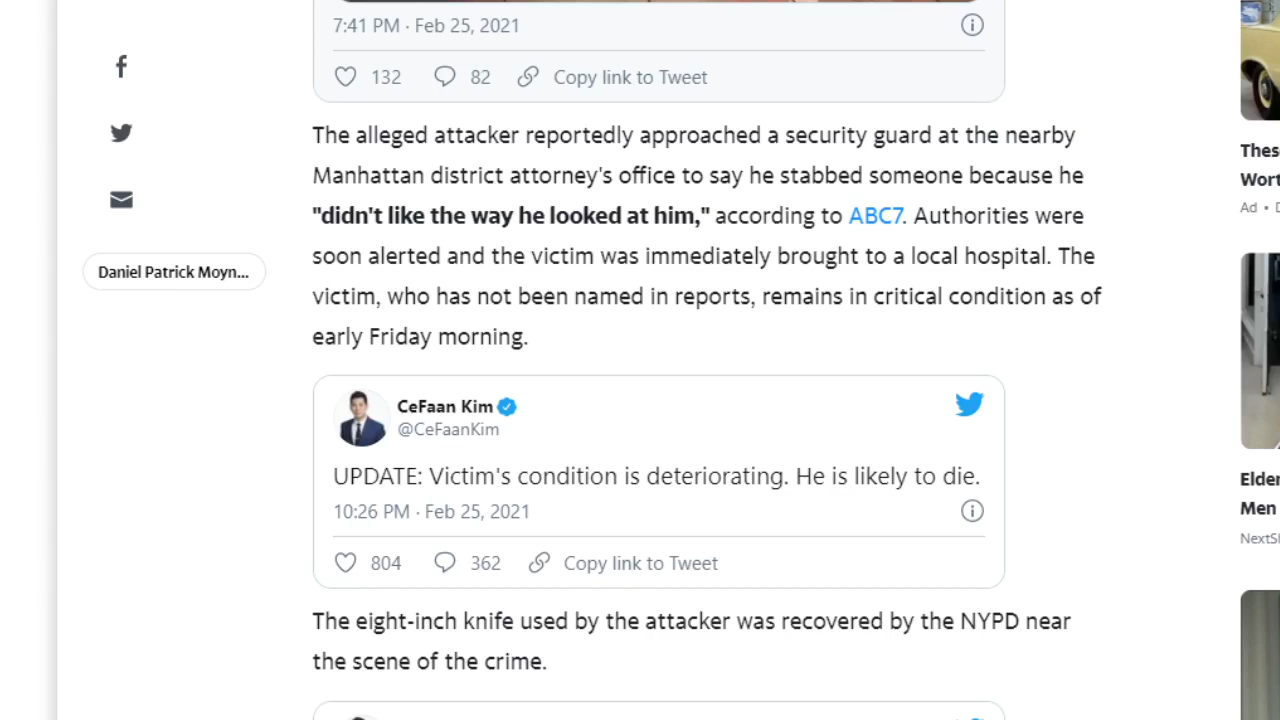 7:41 PM · Feb 25, 2021
132 82 Copy link to Tweet
The alleged attacker reportedly approached a security guard at the nearby
Manhattan district attorney's office to say he stabbed someone because he
"didn't like the way he looked at him," according to ABC7. Authorities were
soon alerted and the victim was immediately brought to a local hospital. The
victim, who has not been named in reports, remains in critical condition as of
early Friday morning.
Daniel Patrick Moyn...
CeFaan Kim
@CeFaanKim
UPDATE: Victim's condition is deteriorating. He is likely to die.
10:26 PM · Feb 25, 2021
804 362 Copy link to Tweet
The eight-inch knife used by the attacker was recovered by the NYPD near
the scene of the crime.
Ad •
Men